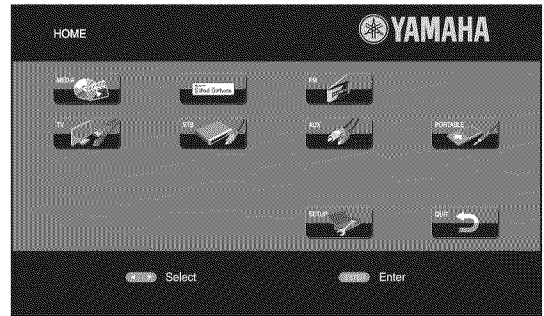 HOME
YAMAHA
MEDIA
FM
TV
STB
AUX
PORTABLE
SETUP
QUIT
Select
Enter